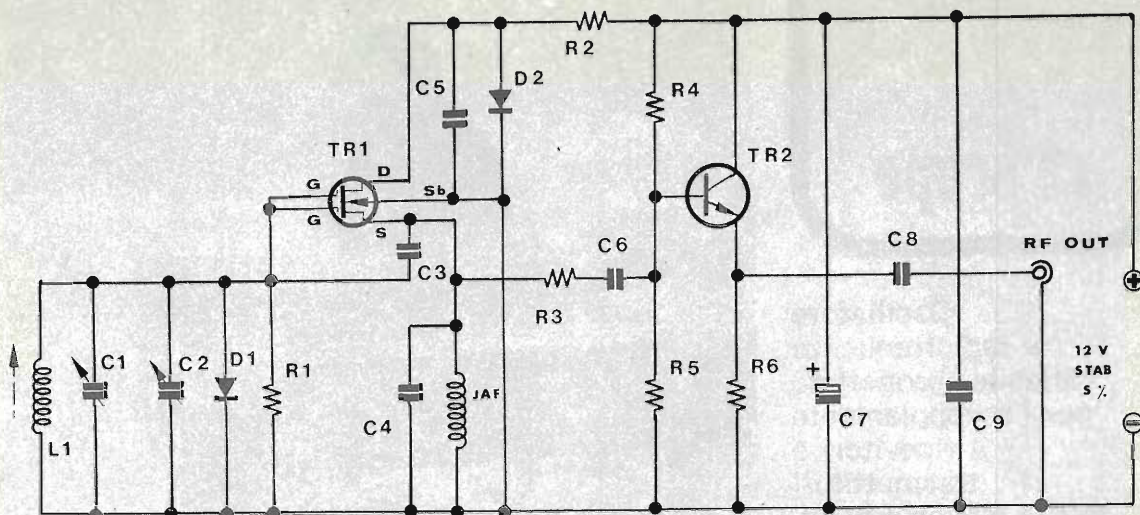 R2
C5
D2
R4
TR1
TR2
D
G
Sb
G
S
C3
C6
C8
RF OUT
+
R3
C1
C2
D1
R1
R5
R6
12 V
STAB
5 %
+
L1
C4
JAF
C7
C9
−